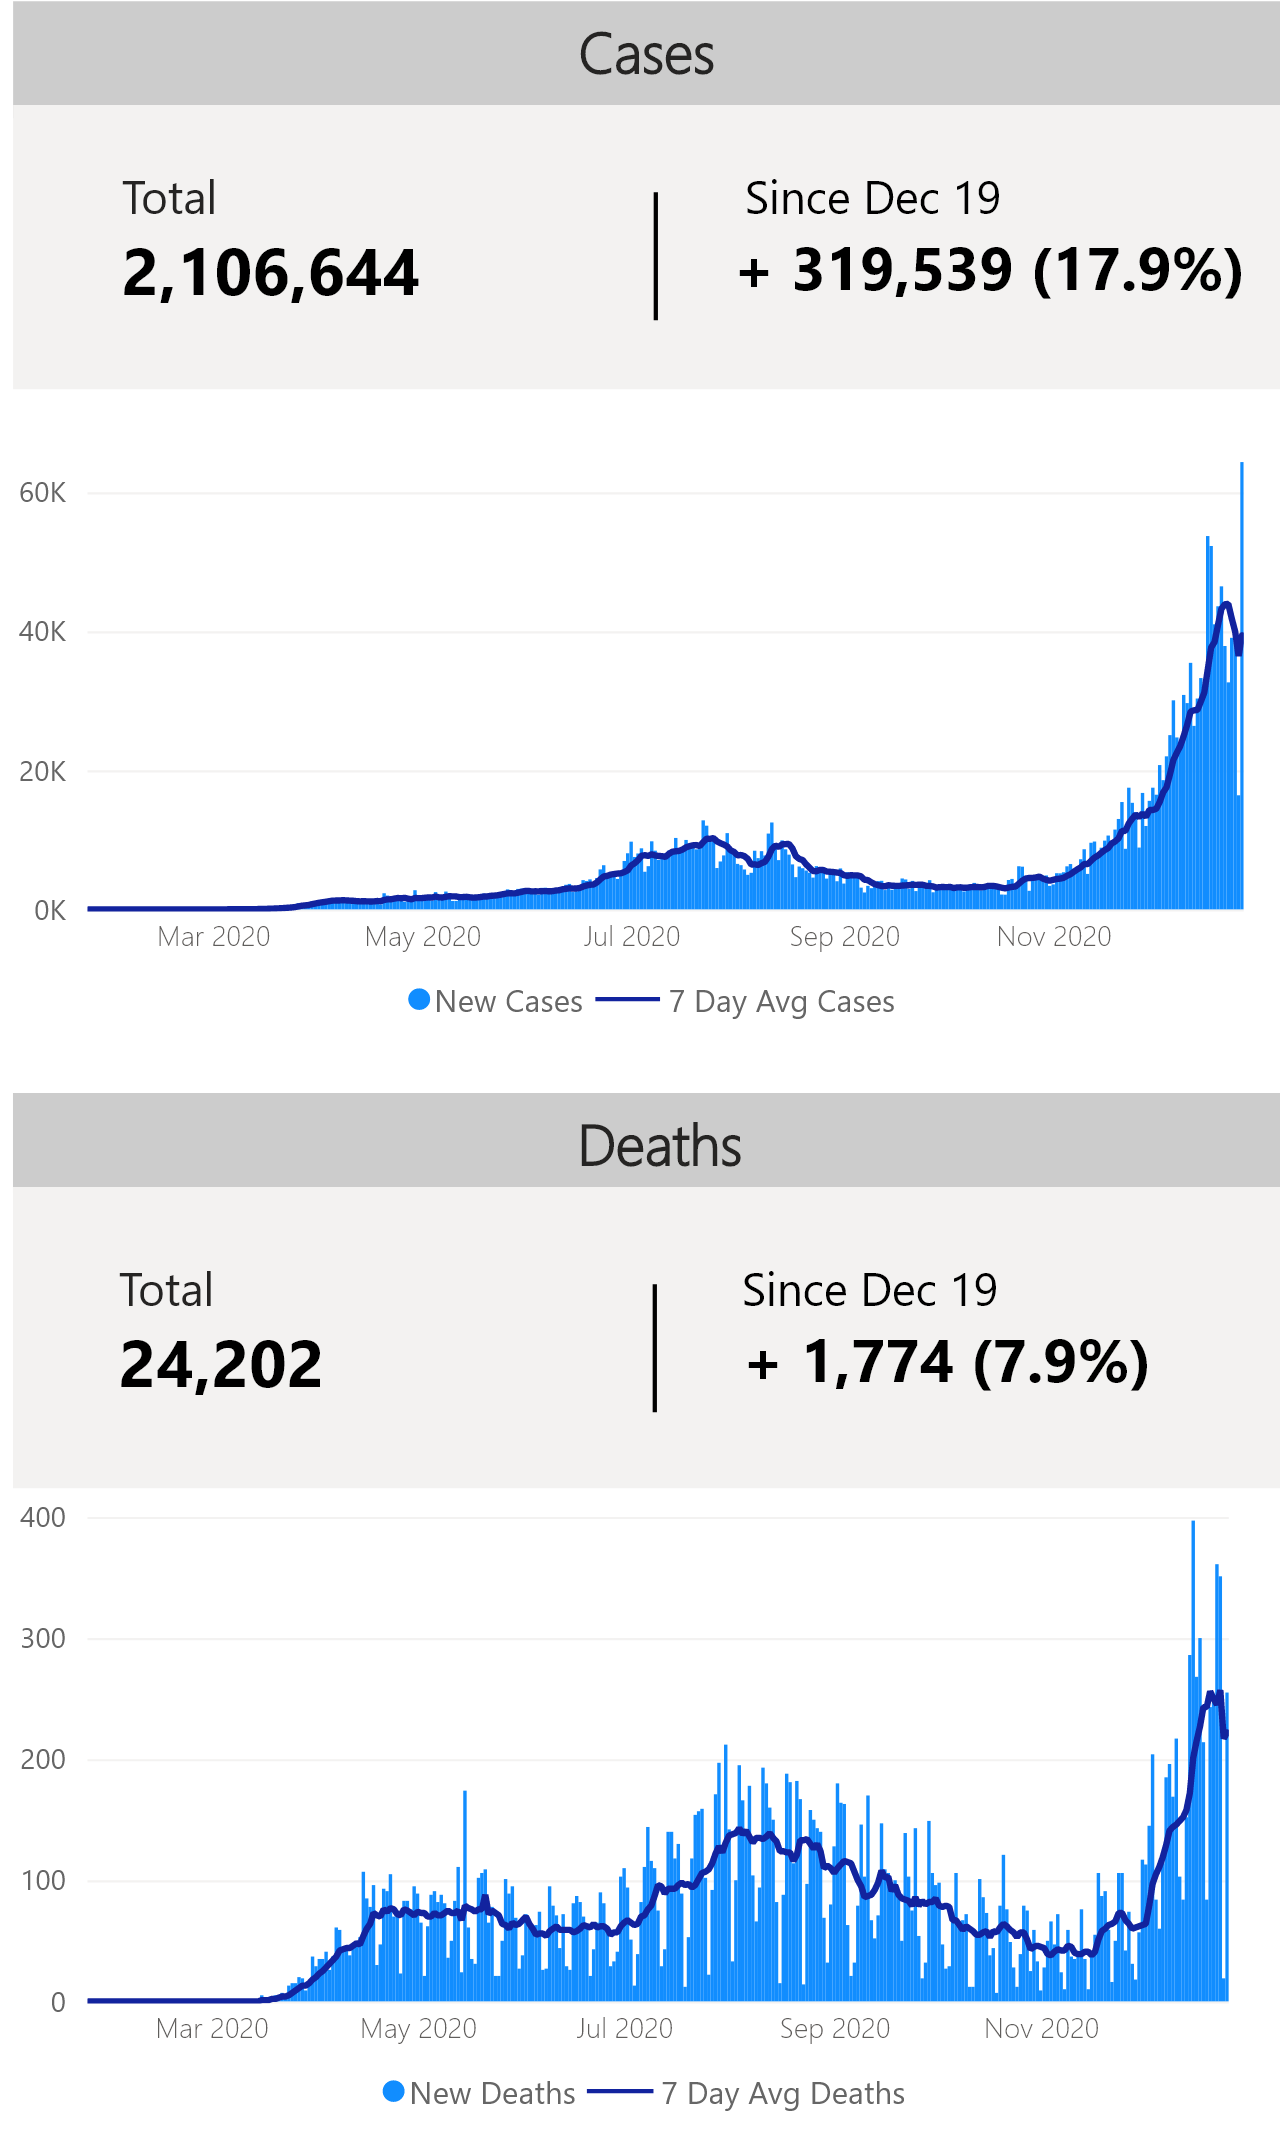 Cases
Total
Since Dec 19
2,106,644
+ 319,539 (17.9%)
60K
40K
20K
0K
Mar 2020 May 2020 Jul 2020 Sep 2020 Nov 2020
New Cases 7 Day Avg Cases
Deaths
Total
Since Dec 19
24,202
+ 1,774 (7.9%)
400
300
200
100
0
Mar 2020 May 2020 Jul 2020 Sep 2020 Nov 2020
New Deaths 7 Day Avg Deaths